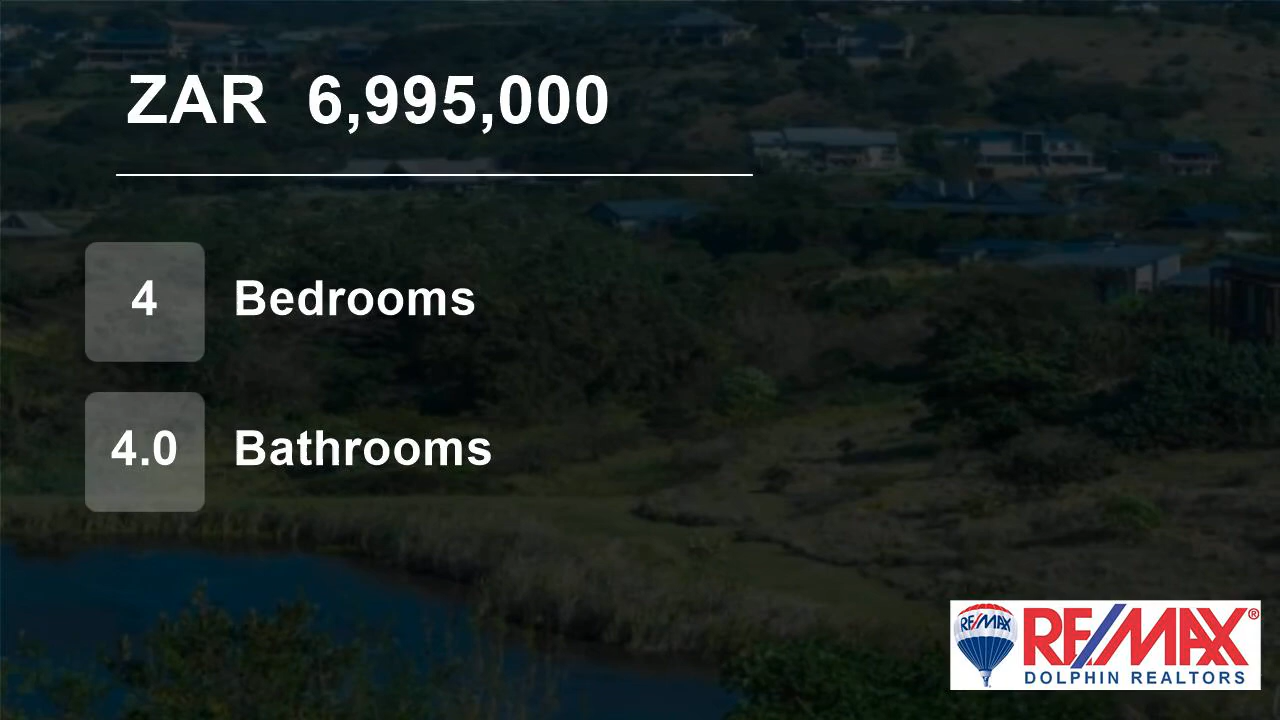 ZAR 6,995,000
4 Bedrooms
4.0 Bathrooms
RE/MAX RE/MAX®
DOLPHIN REALTORS